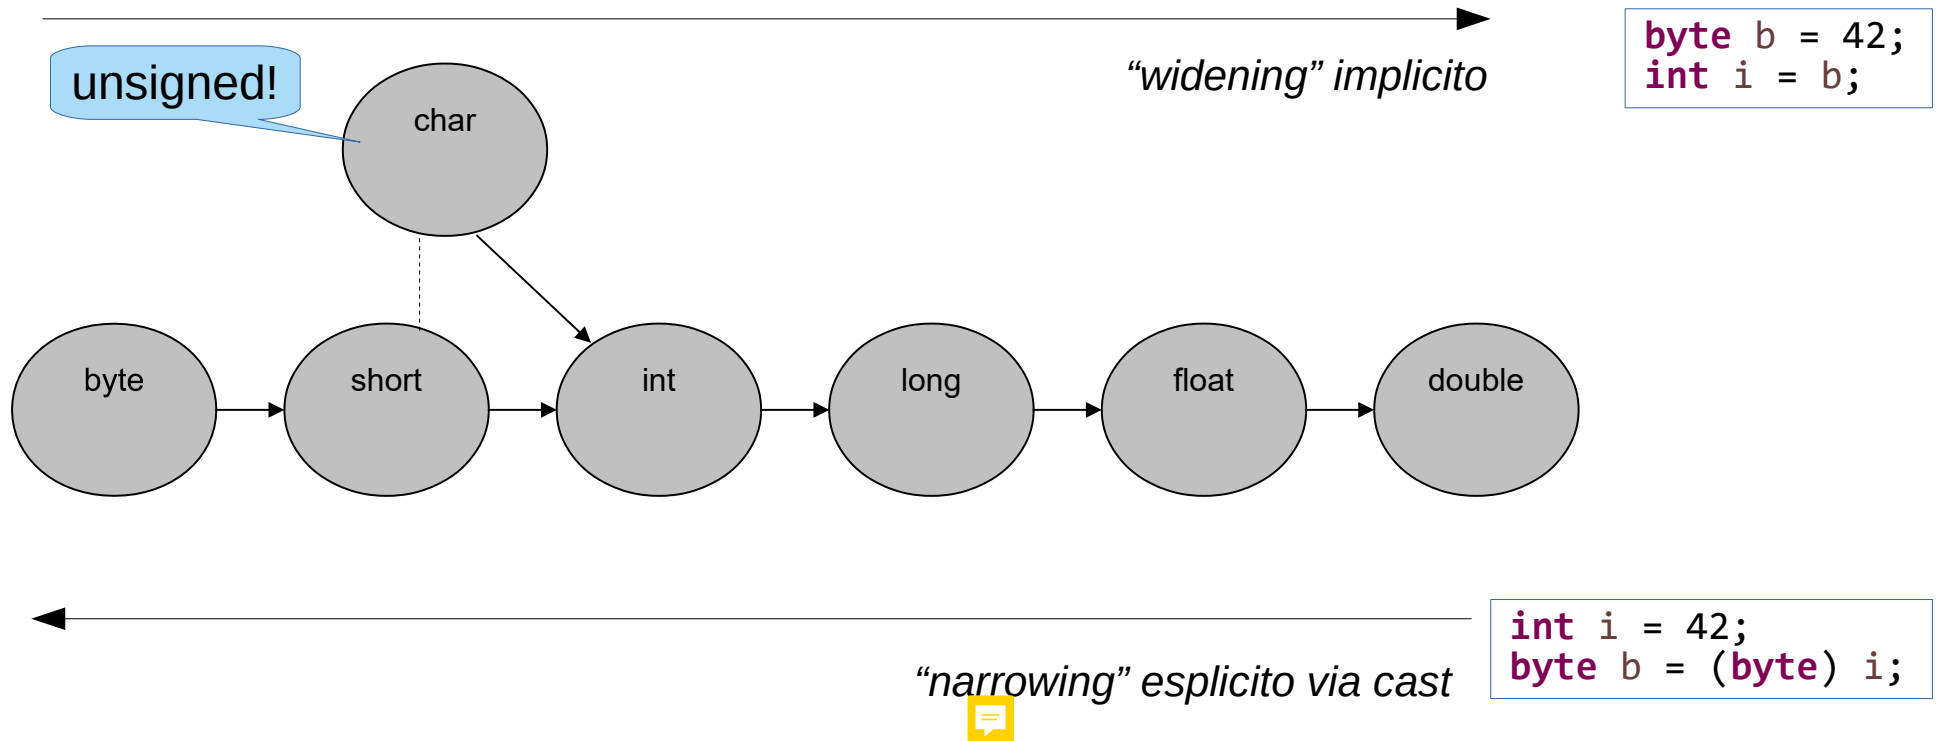 byte b = 42;
int i = b;
“widening” implicito
unsigned!
char
byte
short
int
long
float
double
int i = 42;
byte b = (byte) i;
“narrowing” esplicito via cast